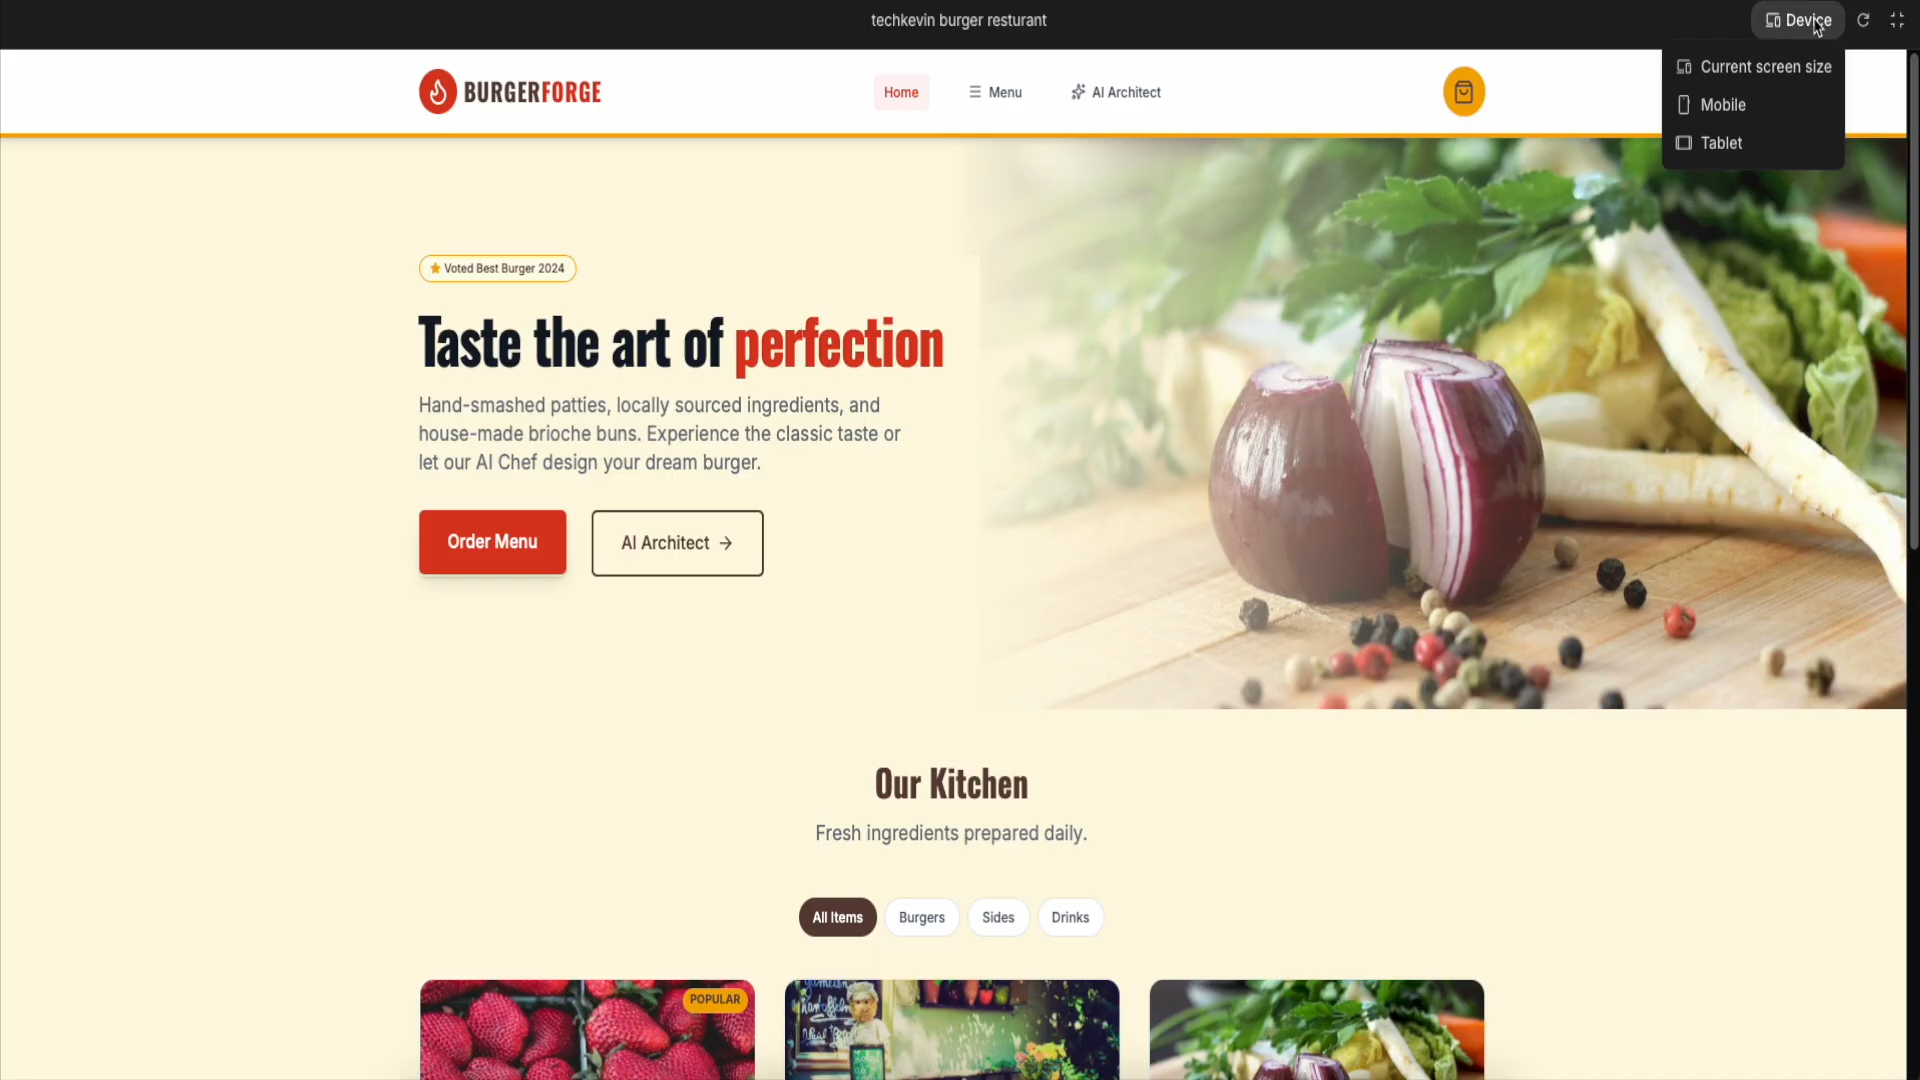 techkevin burger resturant
Device
Current screen size
Mobile
Tablet
BURGERFORGE
Home
Menu
AI Architect
Voted Best Burger 2024
Taste the art of perfection
Hand-smashed patties, locally sourced ingredients, and
house-made brioche buns. Experience the classic taste or
let our AI Chef design your dream burger.
Order Menu
AI Architect →
Our Kitchen
Fresh ingredients prepared daily.
All Items
Burgers
Sides
Drinks
POPULAR